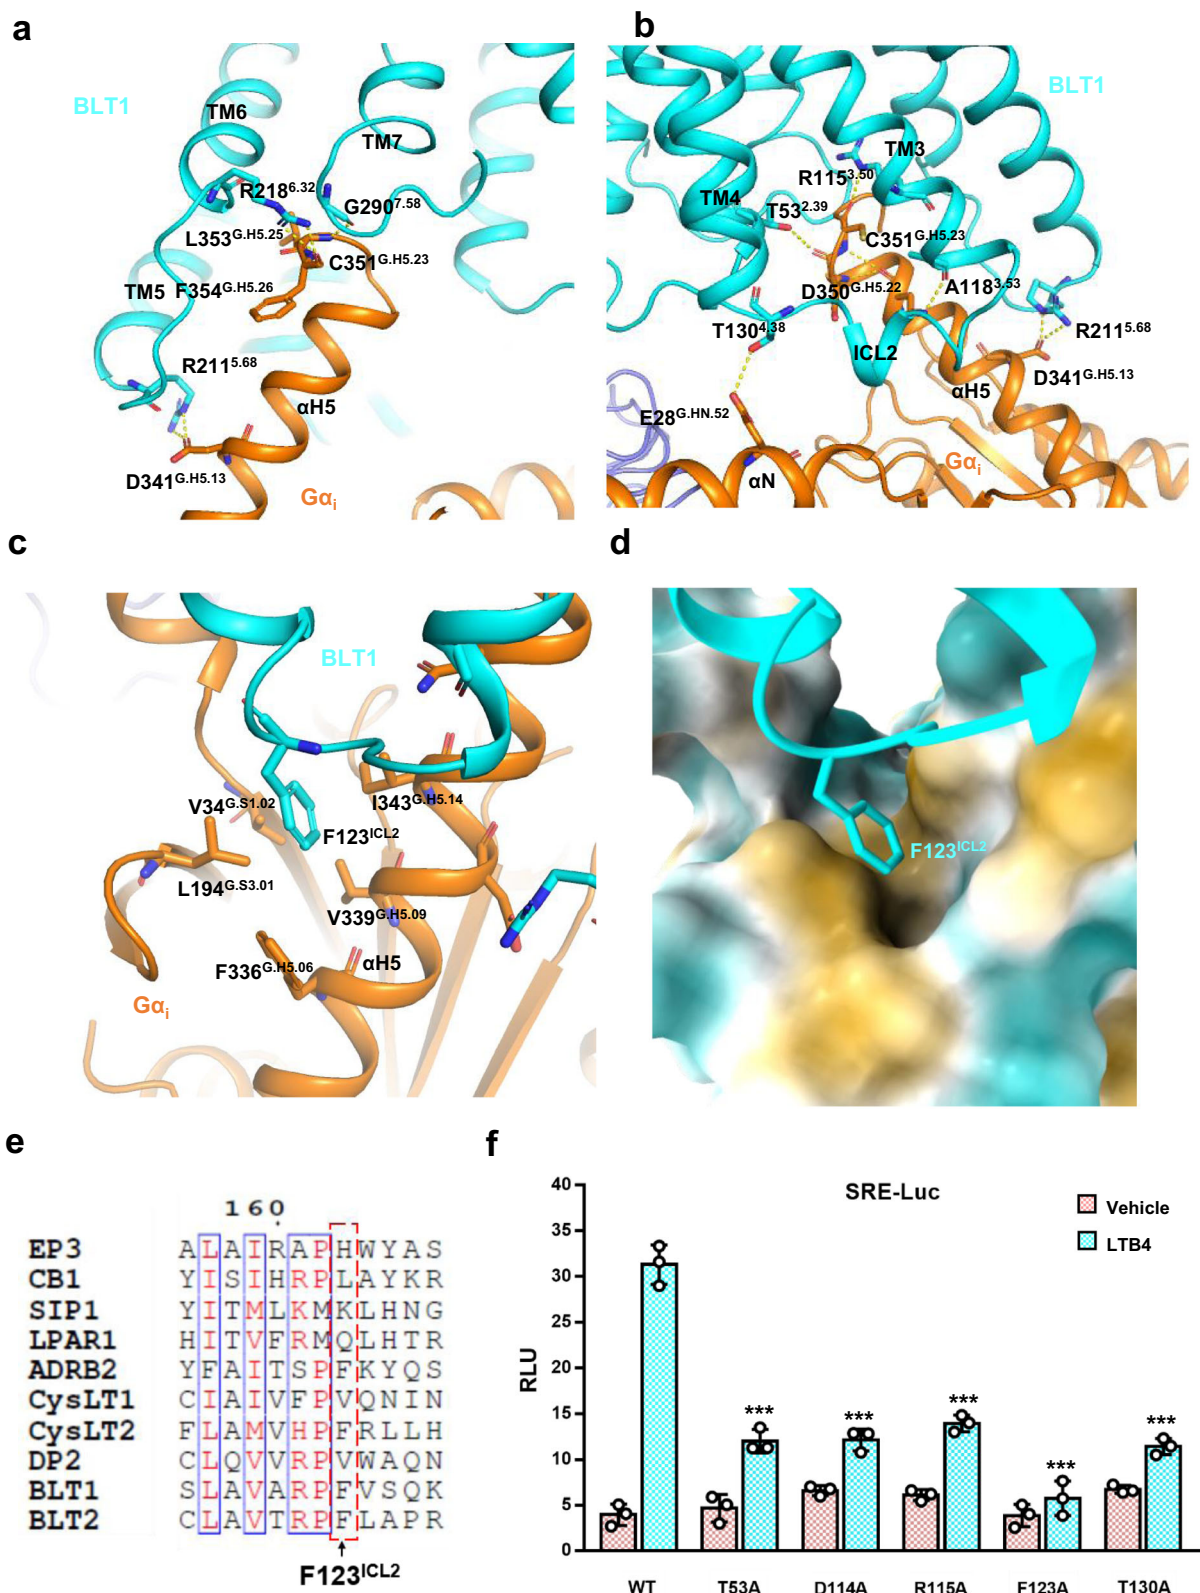 a
BLT1
TM6
TM7
R218^6.32
G290^7.58
L353^G.H5.25
C351^G.H5.23
TM5
F354^G.H5.26
R211^5.68
αH5
D341^G.H5.13
Gα_i
b
BLT1
TM3
R115^3.50
TM4
T53^2.39
C351^G.H5.23
D350^G.H5.22
A118^3.53
T130^4.38
R211^5.68
ICL2
D341^G.H5.13
αH5
E28^G.HN.52
Gα_i
αN
c
BLT1
V34^G.S1.02
I343^G.H5.14
F123^ICL2
L194^G.S3.01
V339^G.H5.09
F336^G.H5.06
αH5
Gα_i
d
F123^ICL2
e
160
EP3 ALAIRAPHWYAS
CB1 YISIHRPLAYKR
SIP1 YITMLKMKLHNG
LPAR1 HITVFRMQLHTR
ADRB2 YFAITSPFKYQS
CysLT1 CIAIVFPVQNIN
CysLT2 FLAMVHPFRLLH
DP2 CLQVVRPVWAQN
BLT1 SLAVARPFVSQK
BLT2 CLAVTRPFLAPR
F123^ICL2
f
SRE-Luc
Vehicle
LTB4
RLU
40
35
30
25
20
15
10
5
0
*** *** *** *** ***
WT T53A D114A R115A F123A T130A